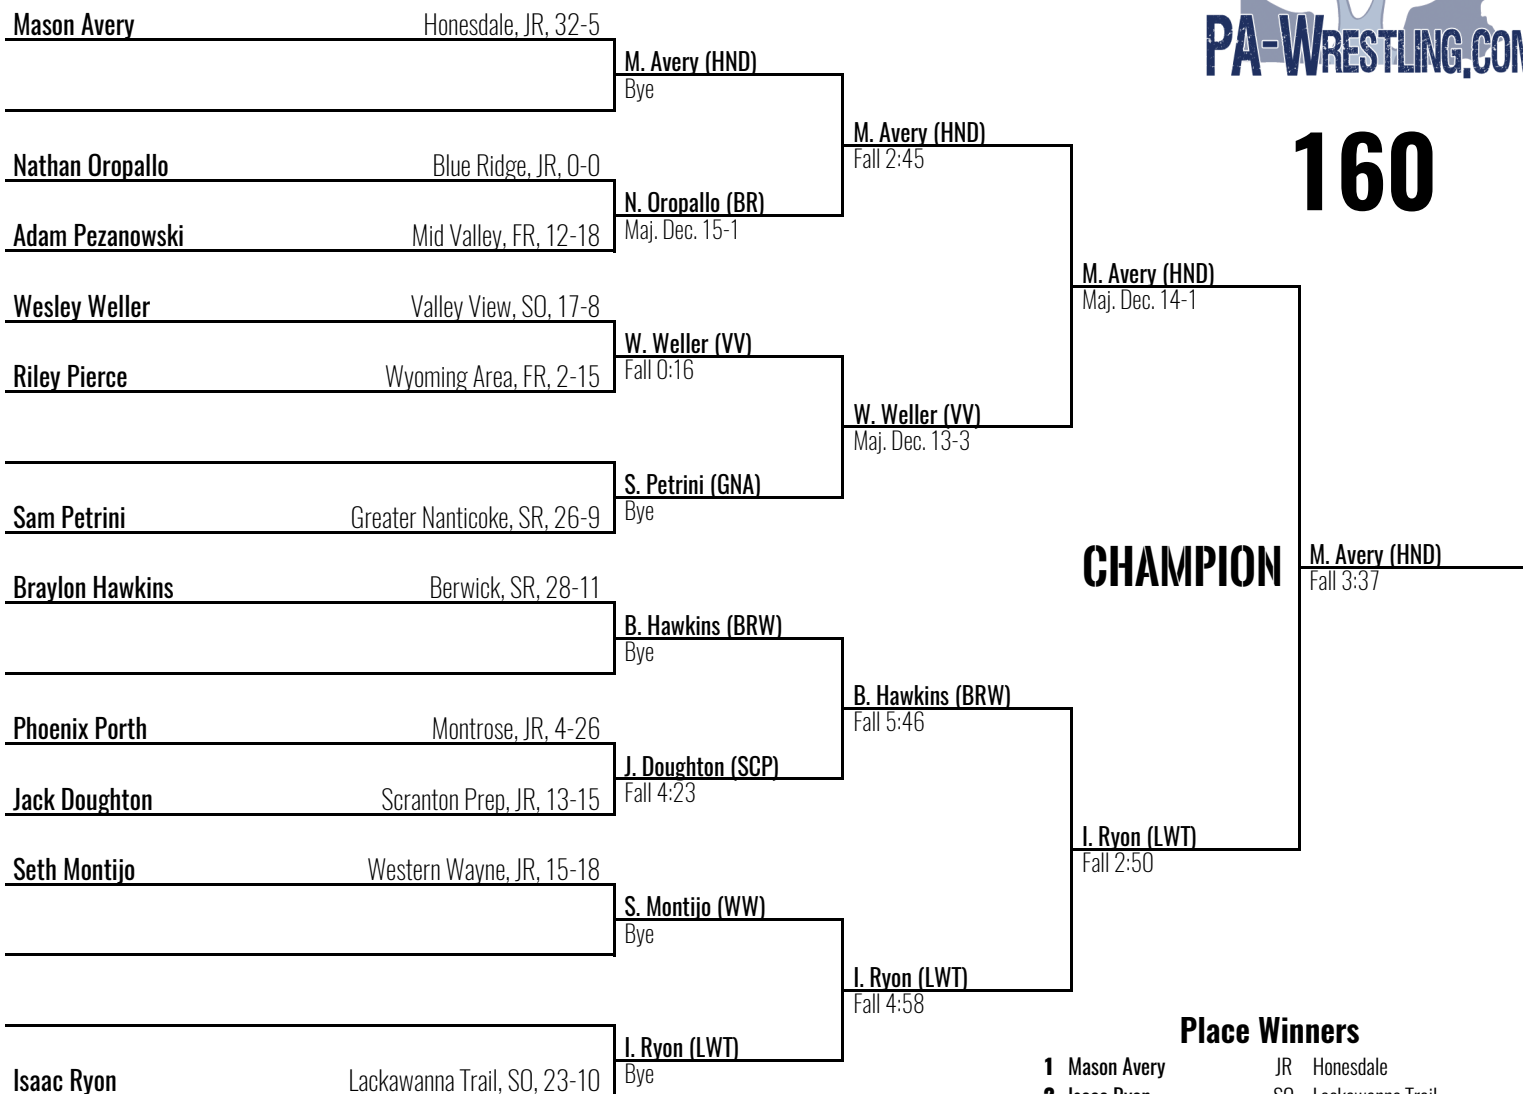 Mason Avery Honesdale, JR, 32-5
M. Avery (HND)
Bye
PA-WRESTLING.COM
160
M. Avery (HND)
Fall 2:45
Nathan Oropallo Blue Ridge, JR, 0-0
N. Oropallo (BR)
Maj. Dec. 15-1
Adam Pezanowski Mid Valley, FR, 12-18
M. Avery (HND)
Maj. Dec. 14-1
Wesley Weller Valley View, SO, 17-8
W. Weller (VV)
Fall 0:16
Riley Pierce Wyoming Area, FR, 2-15
W. Weller (VV)
Maj. Dec. 13-3
S. Petrini (GNA)
Bye
Sam Petrini Greater Nanticoke, SR, 26-9
CHAMPION
M. Avery (HND)
Fall 3:37
Braylon Hawkins Berwick, SR, 28-11
B. Hawkins (BRW)
Bye
B. Hawkins (BRW)
Fall 5:46
Phoenix Porth Montrose, JR, 4-26
J. Doughton (SCP)
Fall 4:23
Jack Doughton Scranton Prep, JR, 13-15
I. Ryon (LWT)
Fall 2:50
Seth Montijo Western Wayne, JR, 15-18
S. Montijo (WW)
Bye
I. Ryon (LWT)
Fall 4:58
I. Ryon (LWT)
Bye
Isaac Ryon Lackawanna Trail, SO, 23-10
Place Winners
1 Mason Avery JR Honesdale
2 Isaac Ryon SO Lackawanna Trail